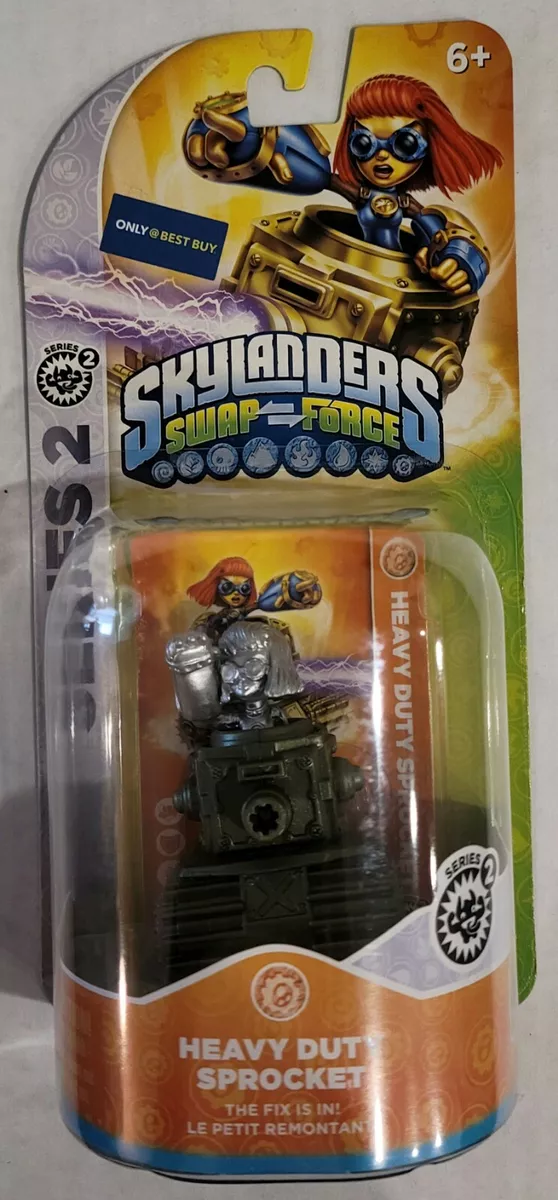 6+
ONLY@BEST BUY
SERIES 2
SKYLANDERS
SWAP FORCE
TM
SERIES 2
HEAVY DUTY SPROCKET
SERIES 2
HEAVY DUTY
SPROCKET
THE FIX IS IN!
LE PETIT REMONTANT